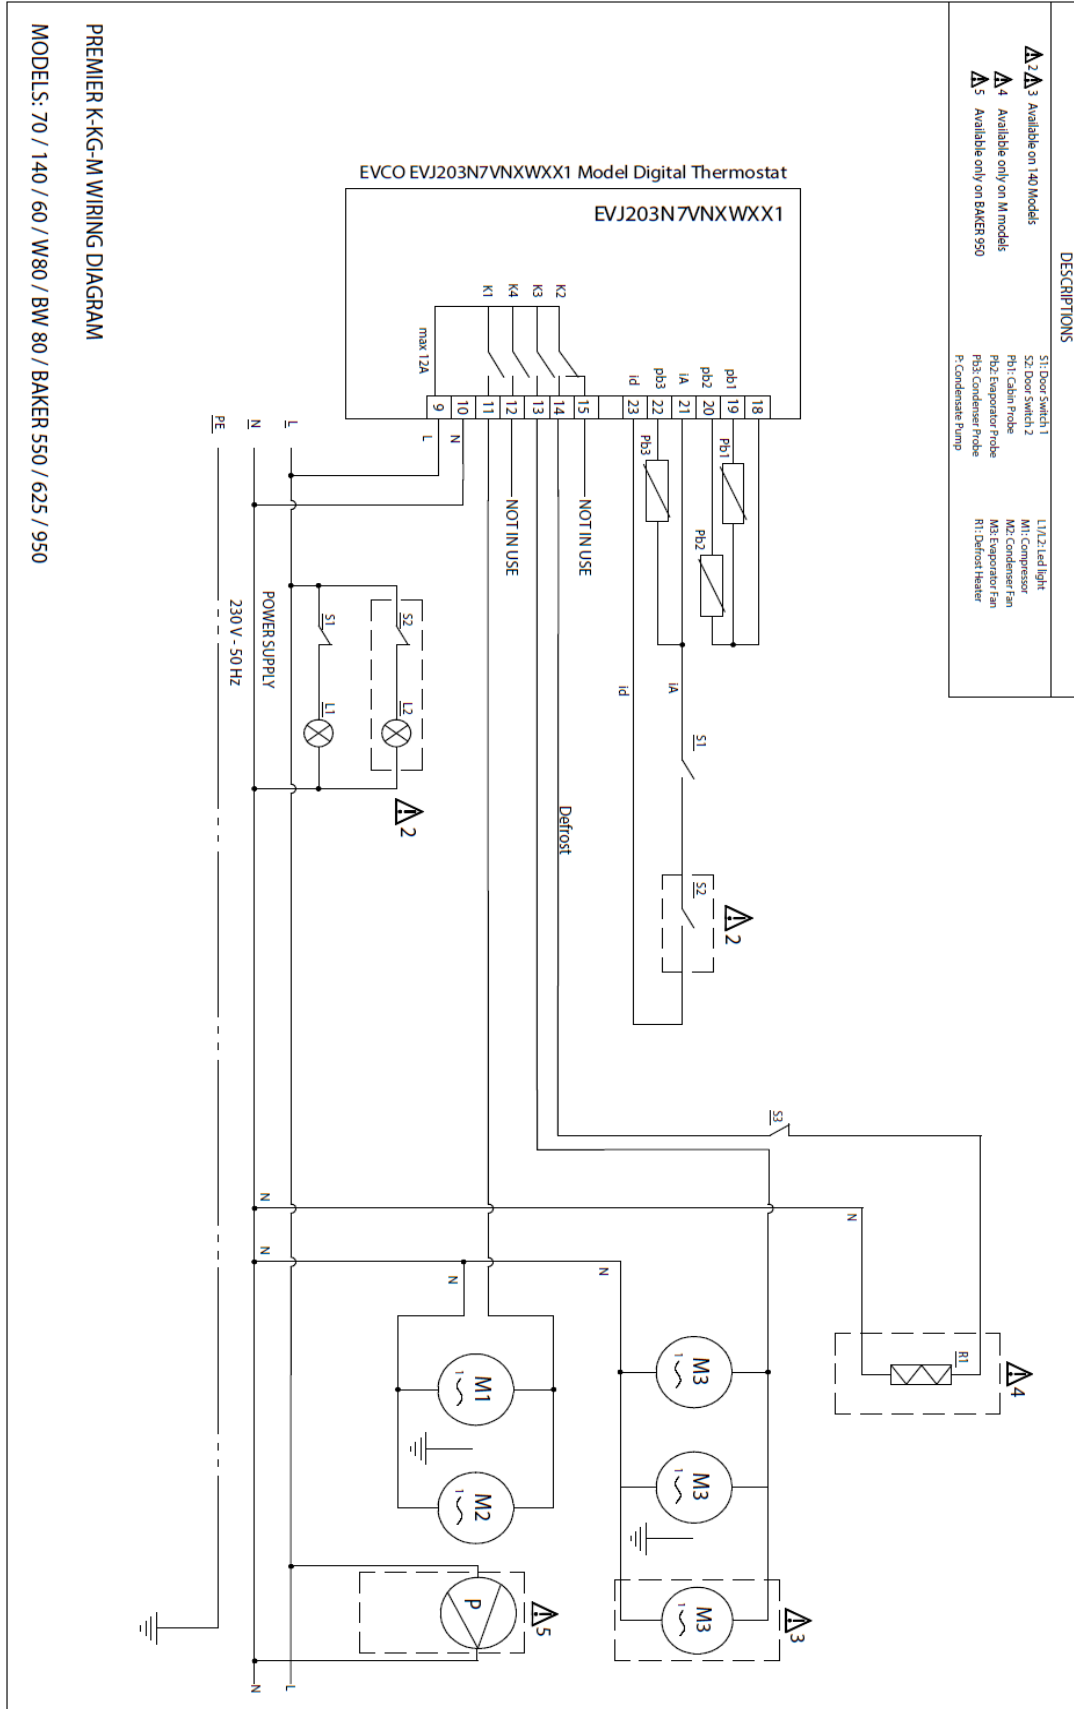 DESCRIPTIONS
2 3 Available on 140 Models
4 Available only on M models
5 Available only on BAKER 950
S1: Door Switch 1
S2: Door Switch 2
Pb1: Cabin Probe
Pb2: Evaporator Probe
Pb3: Condenser Probe
P: Condensate Pump
L1/L2: Led light
M1: Compressor
M2: Condenser Fan
M3: Evaporator Fan
R1: Defrost Heater
EVCO EVJ203N7VNXWXX1 Model Digital Thermostat
EVJ203N7VNXWXX1
K1
K4
K3
K2
max 12A
id
pb3
iA
pb2
pb1
9
10
11
12
13
14
15
23
22
21
20
19
18
L
N
NOT IN USE
NOT IN USE
Pb3
Pb2
Pb1
PE
N
L
POWER SUPPLY
230 V - 50 Hz
S1
L1
S2
L2
2
id
iA
S1
S2
2
Defrost
S3
N
N
N
N
N
R1
4
M1
1
M2
1
M3
1
M3
1
M3
1
3
P
5
N
L
PREMIER K-KG-M WIRING DIAGRAM
MODELS: 70 / 140 / 60 / W80 / BW 80 / BAKER 550 / 625 / 950